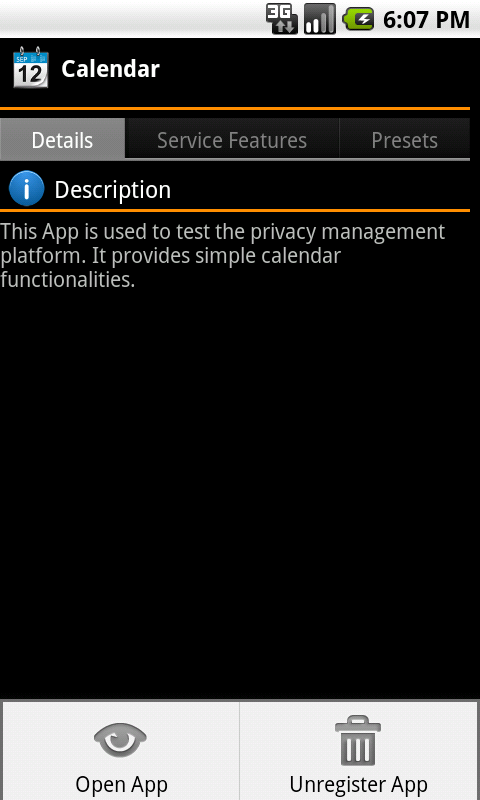 3G 6:07 PM
SEP
12 Calendar
Details Service Features Presets
i Description
This App is used to test the privacy management
platform. It provides simple calendar
functionalities.
Open App Unregister App